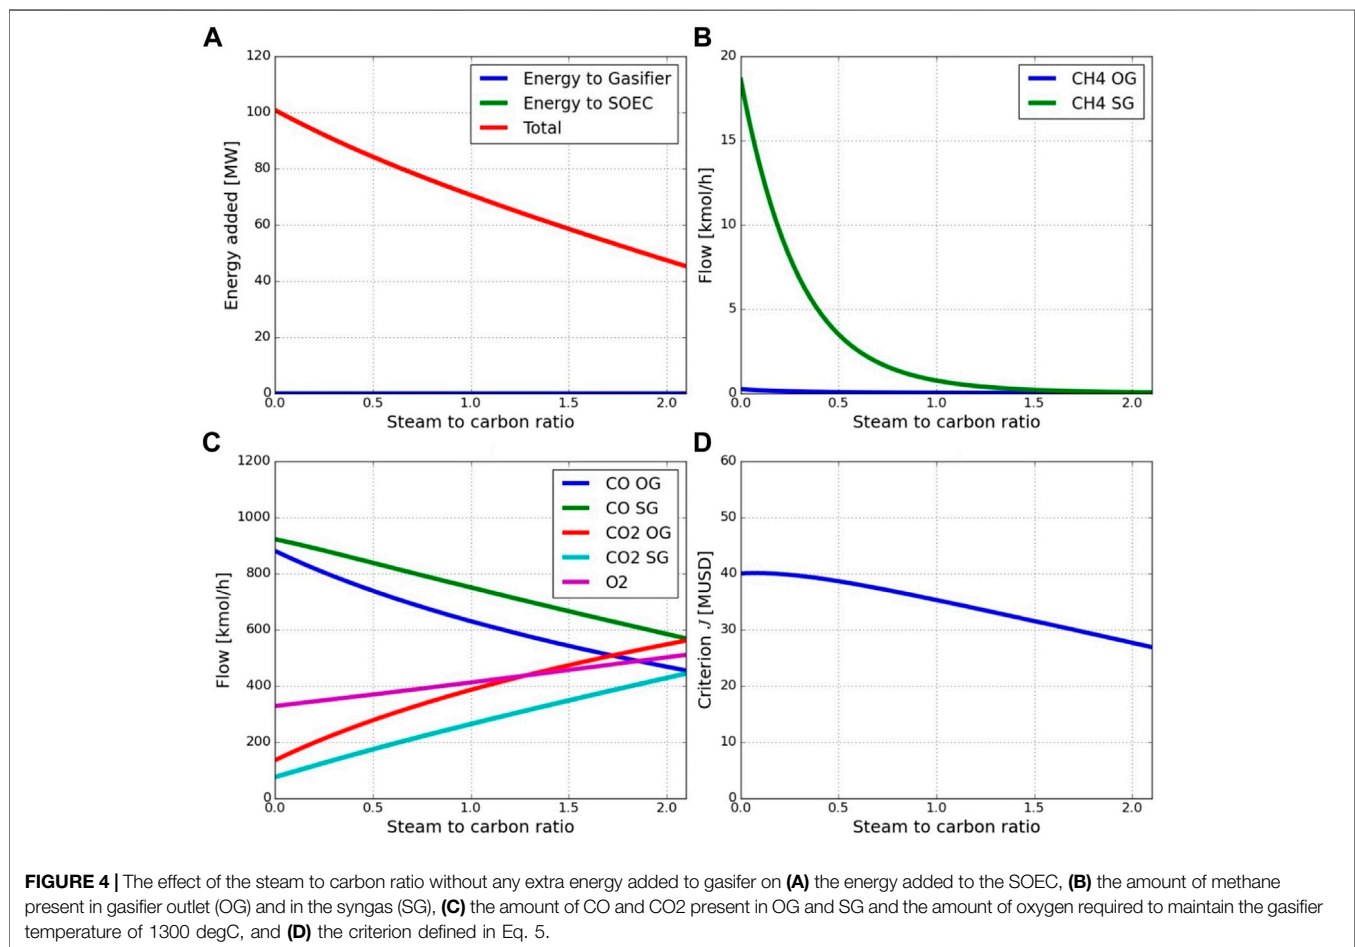 A
120
100
80
60
40
20
0
0.0 0.5 1.0 1.5 2.0
Energy added [MW]
Steam to carbon ratio
Energy to Gasifier
Energy to SOEC
Total
B
20
15
10
5
0
0.0 0.5 1.0 1.5 2.0
Flow [kmol/h]
Steam to carbon ratio
CH4 OG
CH4 SG
C
1200
1000
800
600
400
200
0
0.0 0.5 1.0 1.5 2.0
Flow [kmol/h]
Steam to carbon ratio
CO OG
CO SG
CO2 OG
CO2 SG
O2
D
60
50
40
30
20
10
0
0.0 0.5 1.0 1.5 2.0
Criterion J [MUSD]
Steam to carbon ratio
FIGURE 4 | The effect of the steam to carbon ratio without any extra energy added to gasifer on (A) the energy added to the SOEC, (B) the amount of methane
present in gasifier outlet (OG) and in the syngas (SG), (C) the amount of CO and CO2 present in OG and SG and the amount of oxygen required to maintain the gasifier
temperature of 1300 degC, and (D) the criterion defined in Eq. 5.